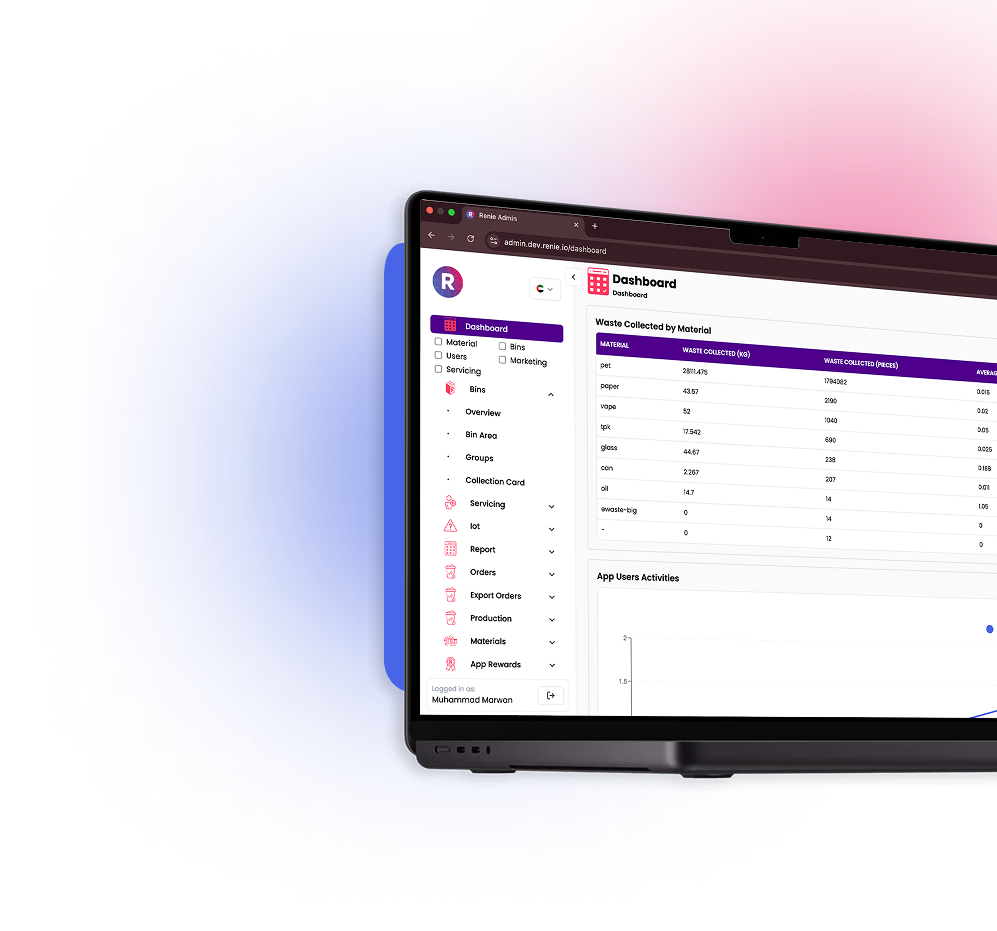 Renie Admin
admin.dev.renie.io/dashboard
R
Dashboard
Material
Bins
Users
Marketing
Servicing
Bins
Overview
Bin Area
Groups
Collection Card
Servicing
Iot
Report
Orders
Export Orders
Production
Materials
App Rewards
Logged in as:
Muhammad Marwan
Dashboard
Dashboard
Waste Collected by Material
MATERIAL WASTE COLLECTED (KG) WASTE COLLECTED (PIECES)
pet 28111.475 1794082 0.016
paper 43.57 2190 0.02
vape 52 1040 0.05
tpk 17.542 690 0.025
glass 44.67 238 0.188
can 2.267 207 0.011
oil 14.7 14 1.05
ewaste-big 0 14 0
- 0 12 0
App Users Activities
2
1.5